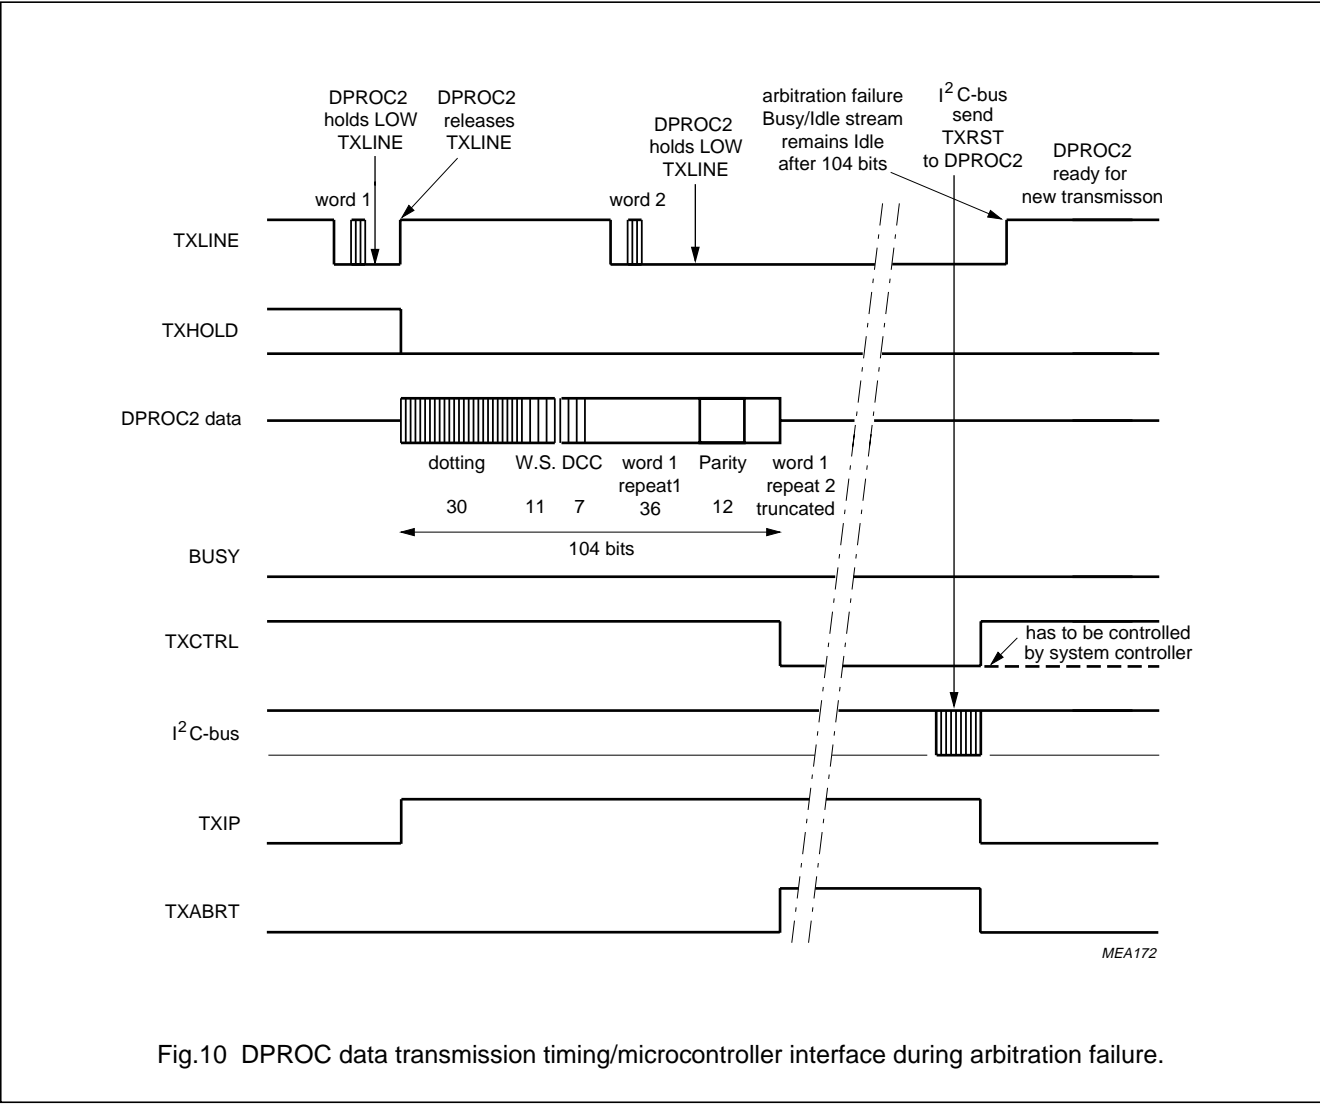 DPROC2
holds LOW
TXLINE
DPROC2
releases
TXLINE
DPROC2
holds LOW
TXLINE
arbitration failure
Busy/Idle stream
remains Idle
after 104 bits
I2C-bus
send
TXRST
to DPROC2
DPROC2
ready for
new transmisson
word 1
word 2
TXLINE
TXHOLD
DPROC2 data
dotting
W.S.
DCC
word 1
repeat1
Parity
word 1
repeat 2
truncated
30
11
7
36
12
104 bits
BUSY
TXCTRL
has to be controlled
by system controller
I2C-bus
TXIP
TXABRT
MEA172
Fig.10 DPROC data transmission timing/microcontroller interface during arbitration failure.